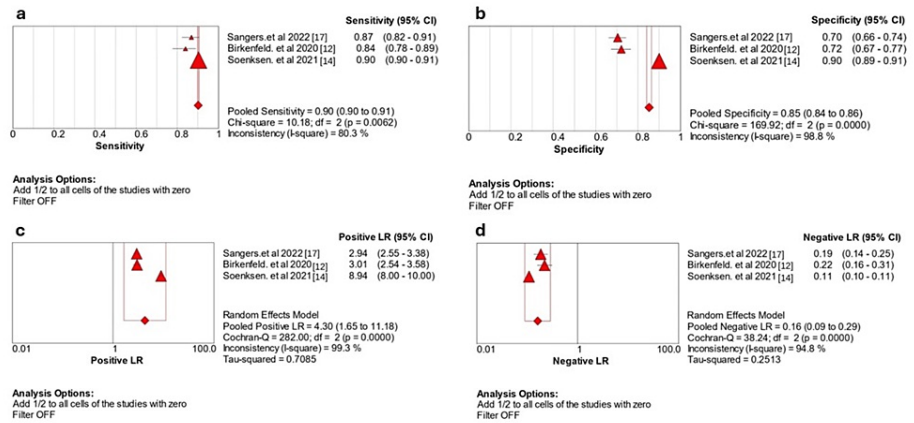 a
Sensitivity (95% CI)
Sangers.et al 2022 [17] 0.87 (0.82 - 0.91)
Birkenfeld. et al 2020 [12] 0.84 (0.78 - 0.89)
Soenksen. et al 2021 [14] 0.90 (0.90 - 0.91)
Pooled Sensitivity = 0.90 (0.90 to 0.91)
Chi-square = 10.18; df = 2 (p = 0.0062)
Inconsistency (I-square) = 80.3 %
0 0.2 0.4 0.6 0.8 1
Sensitivity
Analysis Options:
Add 1/2 to all cells of the studies with zero
Filter OFF
b
Specificity (95% CI)
Sangers.et al 2022 [17] 0.70 (0.66 - 0.74)
Birkenfeld. et al 2020 [12] 0.72 (0.67 - 0.77)
Soenksen. et al 2021 [14] 0.90 (0.89 - 0.91)
Pooled Specificity = 0.85 (0.84 to 0.86)
Chi-square = 169.92; df = 2 (p = 0.0000)
Inconsistency (I-square) = 98.8 %
0 0.2 0.4 0.6 0.8 1
Specificity
Analysis Options:
Add 1/2 to all cells of the studies with zero
Filter OFF
c
Positive LR (95% CI)
Sangers.et al 2022 [17] 2.94 (2.55 - 3.38)
Birkenfeld. et al 2020 [12] 3.01 (2.54 - 3.58)
Soenksen. et al 2021 [14] 8.94 (8.00 - 10.00)
Random Effects Model
Pooled Positive LR = 4.30 (1.65 to 11.18)
Cochran-Q = 282.00; df = 2 (p = 0.0000)
Inconsistency (I-square) = 99.3 %
Tau-squared = 0.7085
0.01 1 100.0
Positive LR
Analysis Options:
Add 1/2 to all cells of the studies with zero
Filter OFF
d
Negative LR (95% CI)
Sangers.et al 2022 [17] 0.19 (0.14 - 0.25)
Birkenfeld. et al 2020 [12] 0.22 (0.16 - 0.31)
Soenksen. et al 2021 [14] 0.11 (0.10 - 0.11)
Random Effects Model
Pooled Negative LR = 0.16 (0.09 to 0.29)
Cochran-Q = 38.24; df = 2 (p = 0.0000)
Inconsistency (I-square) = 94.8 %
Tau-squared = 0.2513
0.01 1 100.0
Negative LR
Analysis Options:
Add 1/2 to all cells of the studies with zero
Filter OFF